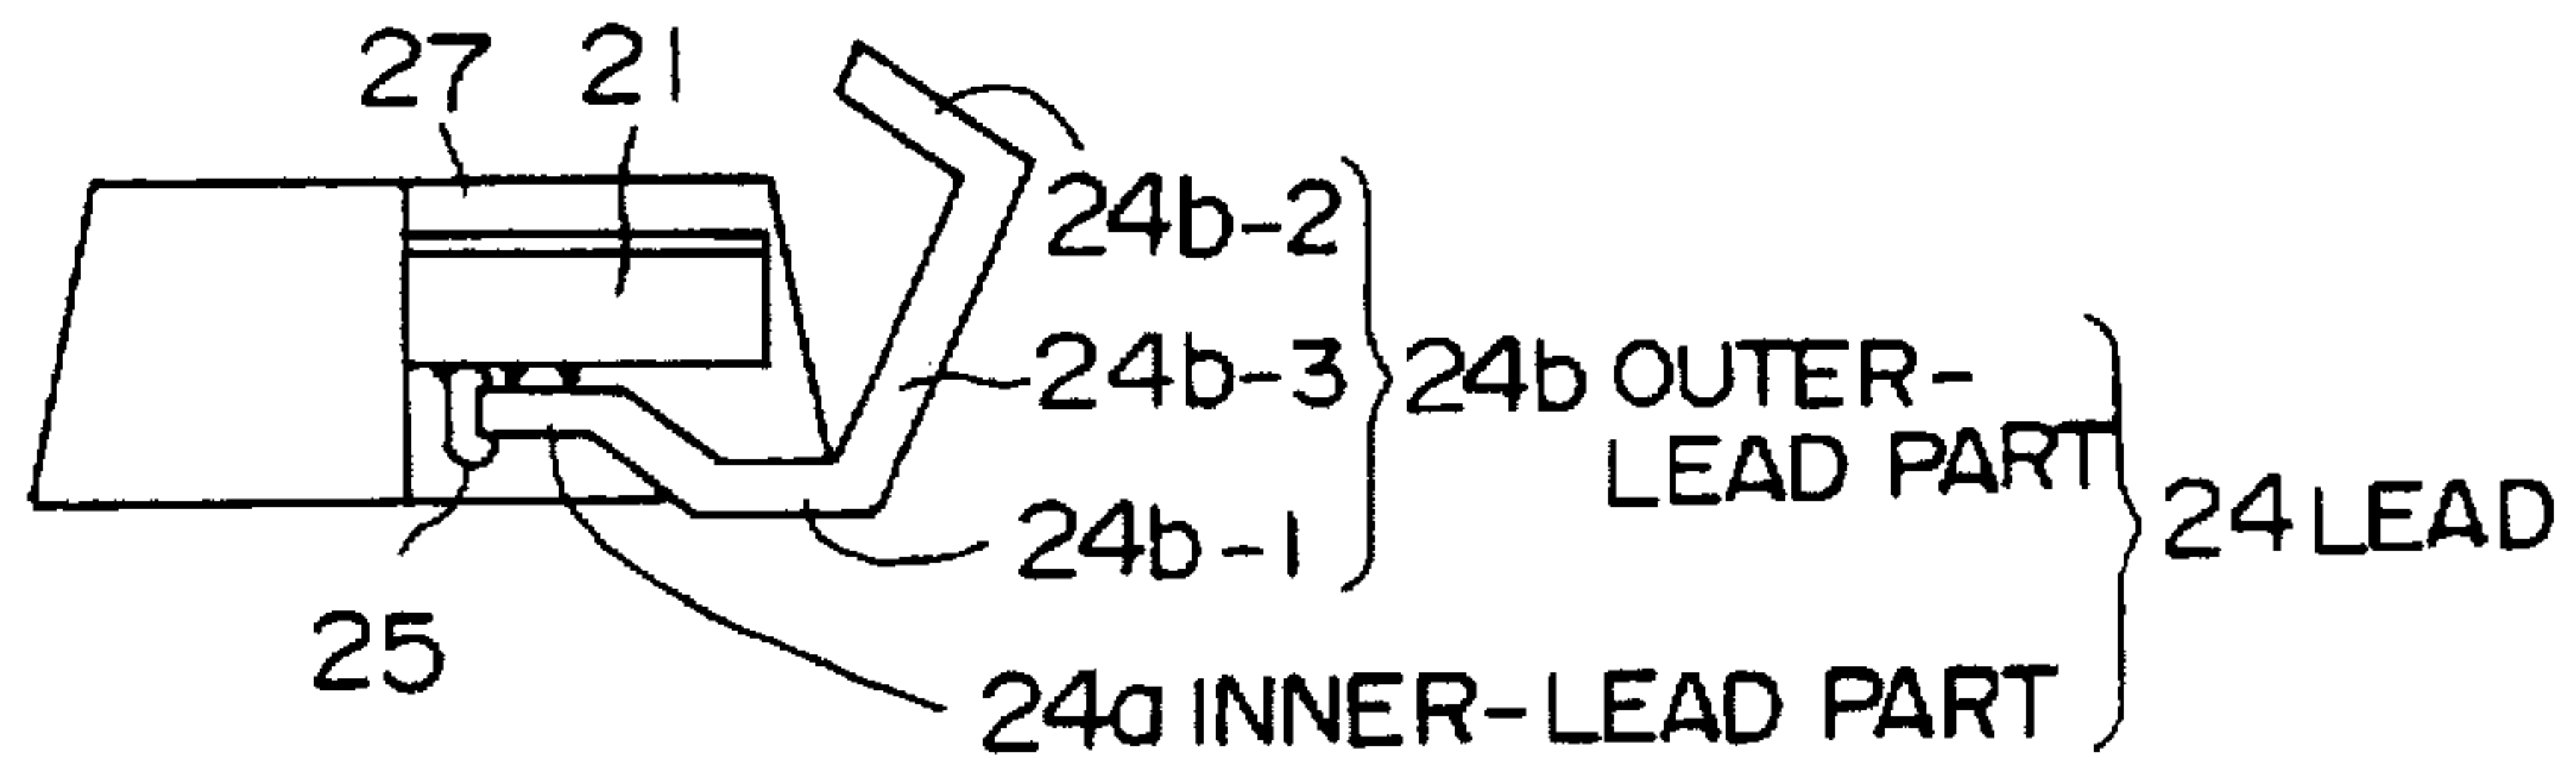 27 21
24b-2
24b-3
24b OUTER-
LEAD PART
24 LEAD
24b-1
25
24a INNER-LEAD PART